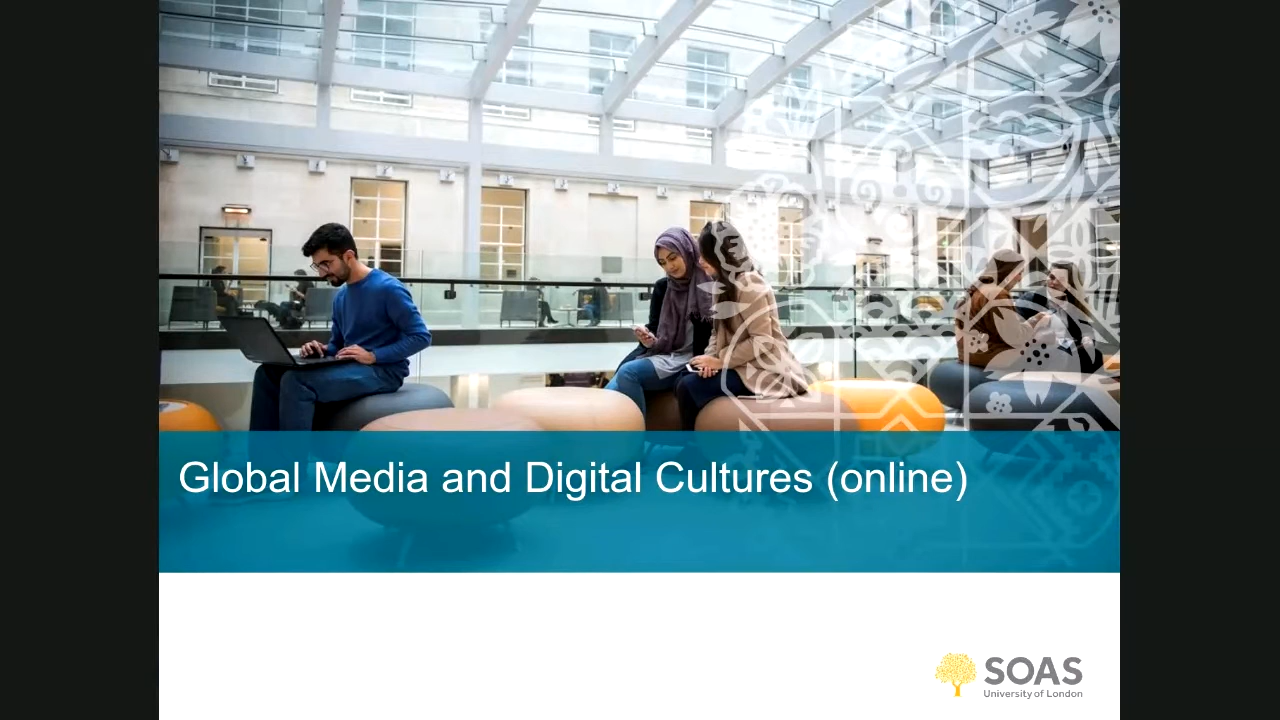 Global Media and Digital Cultures (online)
SOAS
University of London